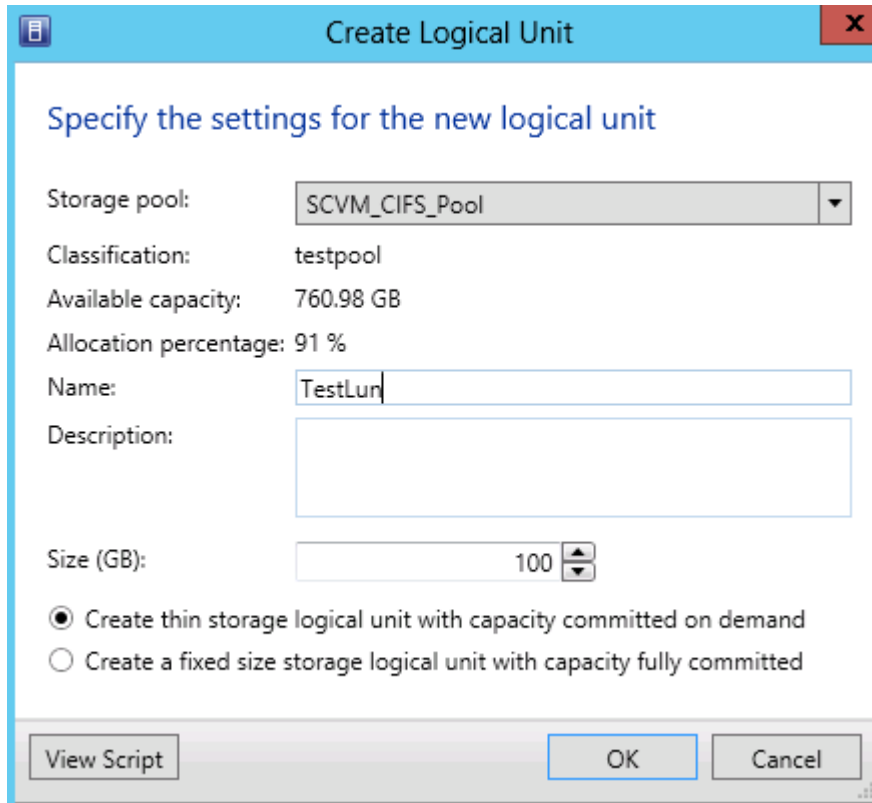 Create Logical Unit
X
Specify the settings for the new logical unit
Storage pool: SCVM_CIFS_Pool
Classification: testpool
Available capacity: 760.98 GB
Allocation percentage: 91 %
Name: TestLun
Description:
Size (GB): 100
Create thin storage logical unit with capacity committed on demand
Create a fixed size storage logical unit with capacity fully committed
View Script OK Cancel